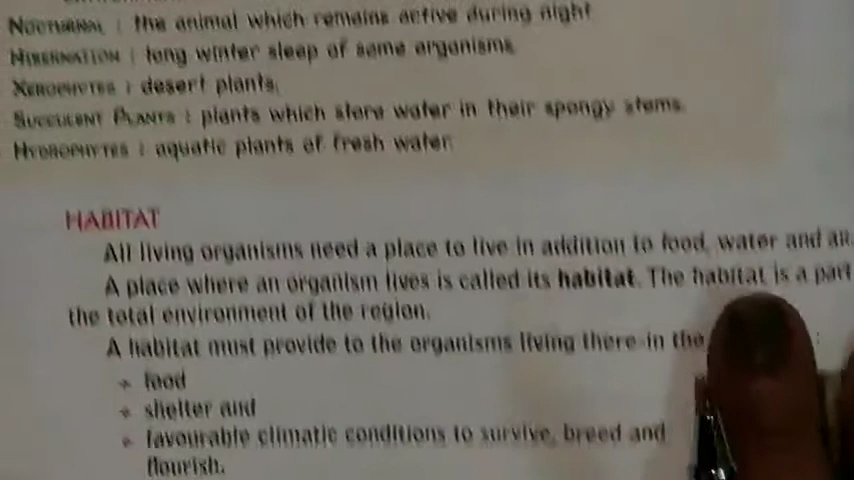 NOCTURNAL : the animal which remains active during night
HIBERNATION : long winter sleep of some organisms
XEROPHYTES : desert plants.
SUCCULENT PLANTS : plants which store water in their spongy stems.
HYDROPHYTES : aquatic plants of fresh water.
HABITAT
All living organisms need a place to live in addition to food, water and air.
A place where an organism lives is called its habitat. The habitat is a part
the total environment of the region.
A habitat must provide to the organisms living there-in the
food
shelter and
favourable climatic conditions to survive, breed and
flourish.